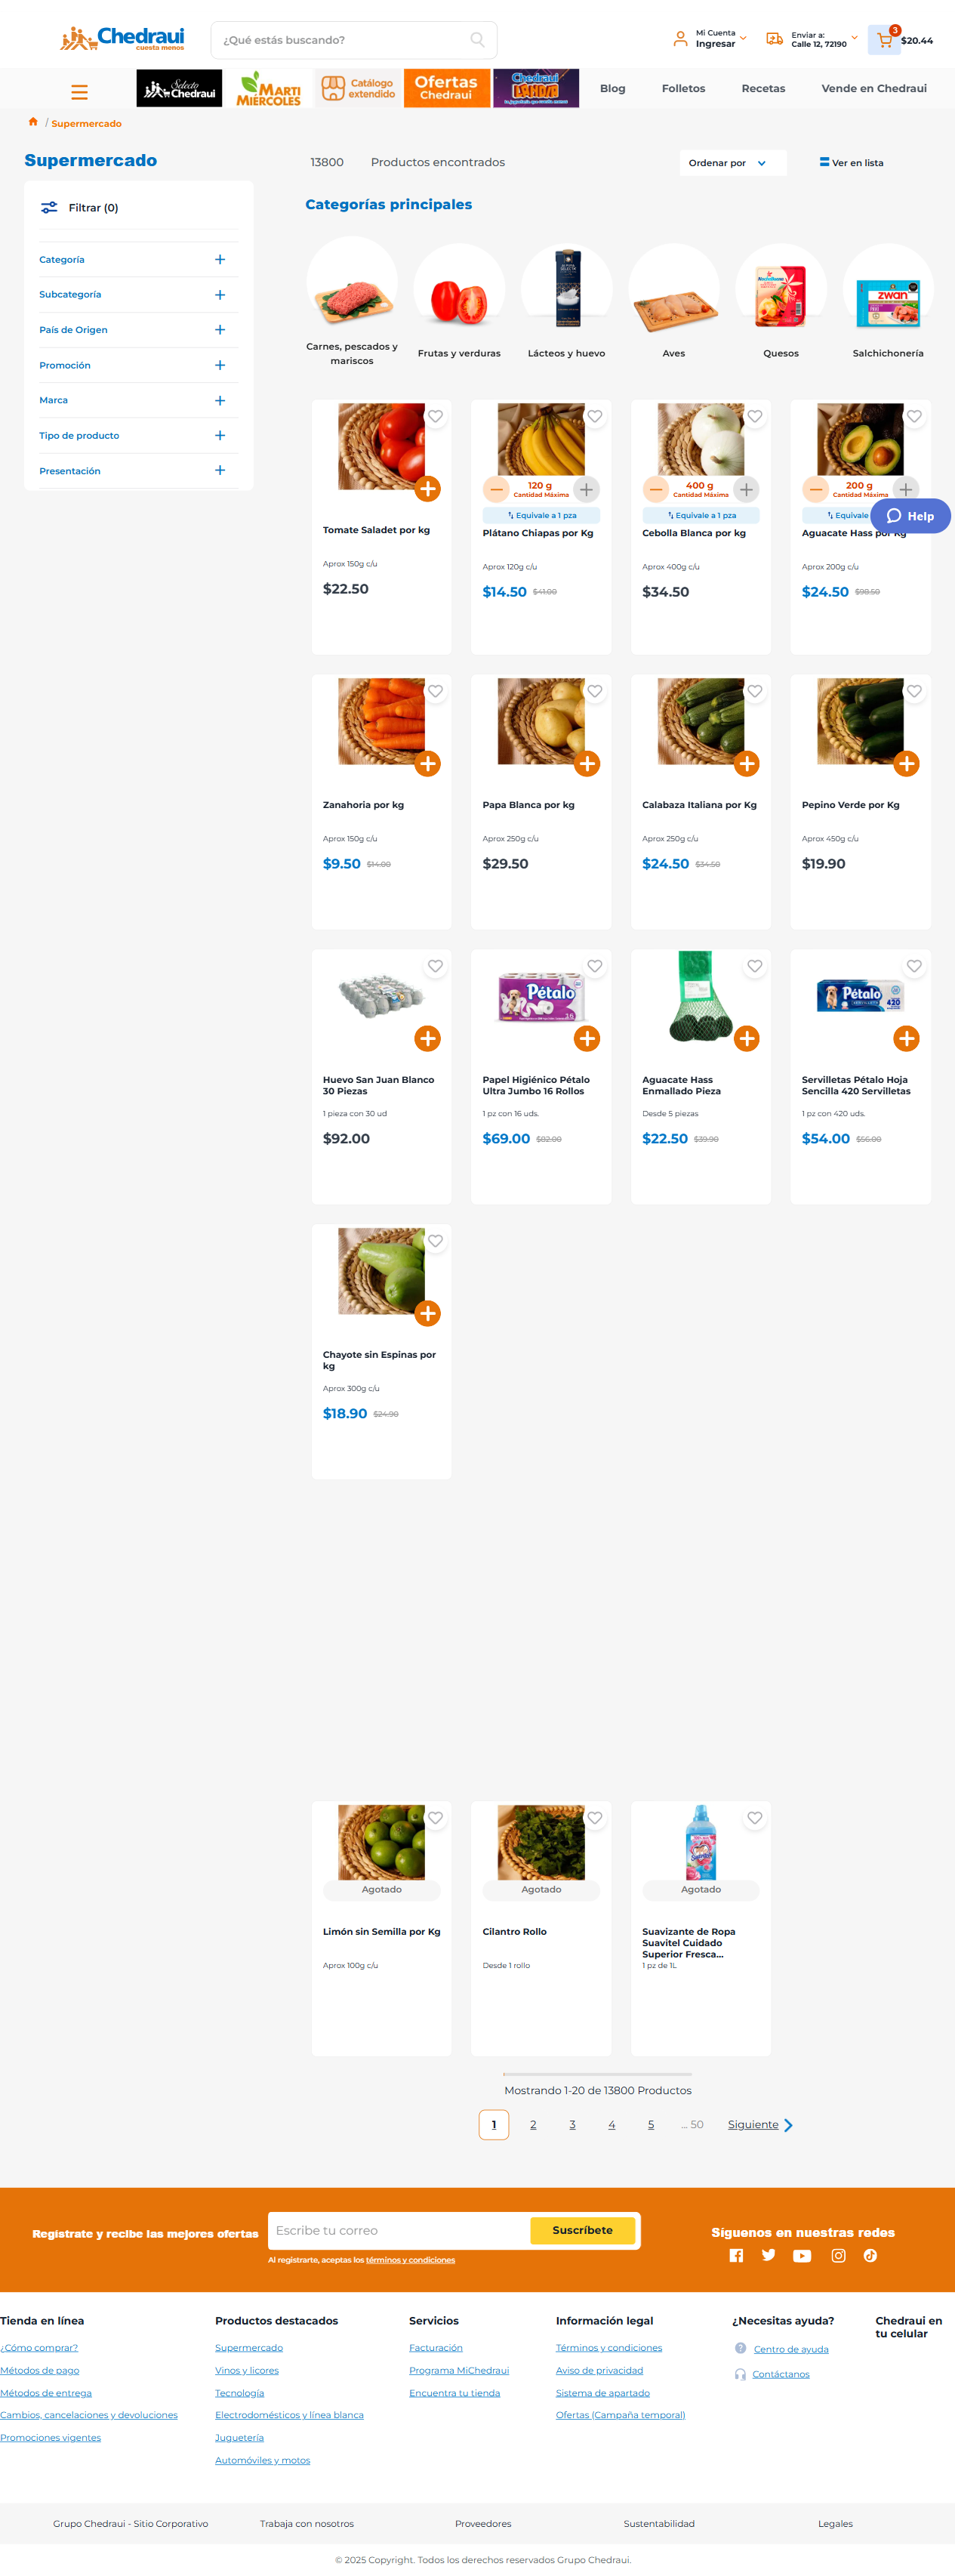 Chedraui
cuesta menos
¿Qué estás buscando?
Mi Cuenta
Ingresar
Enviar a:
Calle 12, 72190
3
$20.44
Selecto
Chedraui
MARTI
MIÉRCOLES
Catálogo
extendido
Ofertas
Chedraui
Chedraui
Blog
Folletos
Recetas
Vende en Chedraui
/ Supermercado
Supermercado
13800
Productos encontrados
Ordenar por
Ver en lista
Filtrar (0)
Categoría
Subcategoría
País de Origen
Promoción
Marca
Tipo de producto
Presentación
Categorías principales
zwan
Carnes, pescados y
mariscos
Frutas y verduras
Lácteos y huevo
Aves
Quesos
Salchichonería
Tomate Saladet por kg
Aprox 150g c/u
$22.50
120 g
Cantidad Máxima
Equivale a 1 pza
Plátano Chiapas por Kg
Aprox 120g c/u
$14.50 $41.00
400 g
Cantidad Máxima
Equivale a 1 pza
Cebolla Blanca por kg
Aprox 400g c/u
$34.50
200 g
Cantidad Máxima
Equivale
Help
Aguacate Hass por Kg
Aprox 200g c/u
$24.50 $99.50
Zanahoria por kg
Aprox 150g c/u
$9.50 $14.00
Papa Blanca por kg
Aprox 250g c/u
$29.50
Calabaza Italiana por Kg
Aprox 250g c/u
$24.50 $34.50
Pepino Verde por Kg
Aprox 450g c/u
$19.90
Huevo San Juan Blanco
30 Piezas
1 pieza con 30 ud
$92.00
Pétalo
16
Papel Higiénico Pétalo
Ultra Jumbo 16 Rollos
1 pz con 16 uds.
$69.00 $82.00
Aguacate Hass
Enmallado Pieza
Desde 5 piezas
$22.50 $39.90
Pétalo
420
Servilletas Pétalo Hoja
Sencilla 420 Servilletas
1 pz con 420 uds.
$54.00 $56.00
Chayote sin Espinas por
kg
Aprox 300g c/u
$18.90 $24.90
Agotado
Limón sin Semilla por Kg
Aprox 100g c/u
Agotado
Cilantro Rollo
Desde 1 rollo
Suavitel
Agotado
Suavizante de Ropa
Suavitel Cuidado
Superior Fresca...
1 pz de 1L
Mostrando 1-20 de 13800 Productos
1
2
3
4
5
... 50
Siguiente
Regístrate y recibe las mejores ofertas
Escribe tu correo
Suscríbete
Al registrarte, aceptas los términos y condiciones
Síguenos en nuestras redes
Tienda en línea
¿Cómo comprar?
Métodos de pago
Métodos de entrega
Cambios, cancelaciones y devoluciones
Promociones vigentes
Productos destacados
Supermercado
Vinos y licores
Tecnología
Electrodomésticos y línea blanca
Juguetería
Automóviles y motos
Servicios
Facturación
Programa MiChedraui
Encuentra tu tienda
Información legal
Términos y condiciones
Aviso de privacidad
Sistema de apartado
Ofertas (Campaña temporal)
¿Necesitas ayuda?
Centro de ayuda
Contáctanos
Chedraui en
tu celular
Grupo Chedraui - Sitio Corporativo
Trabaja con nosotros
Proveedores
Sustentabilidad
Legales
© 2025 Copyright. Todos los derechos reservados Grupo Chedraui.